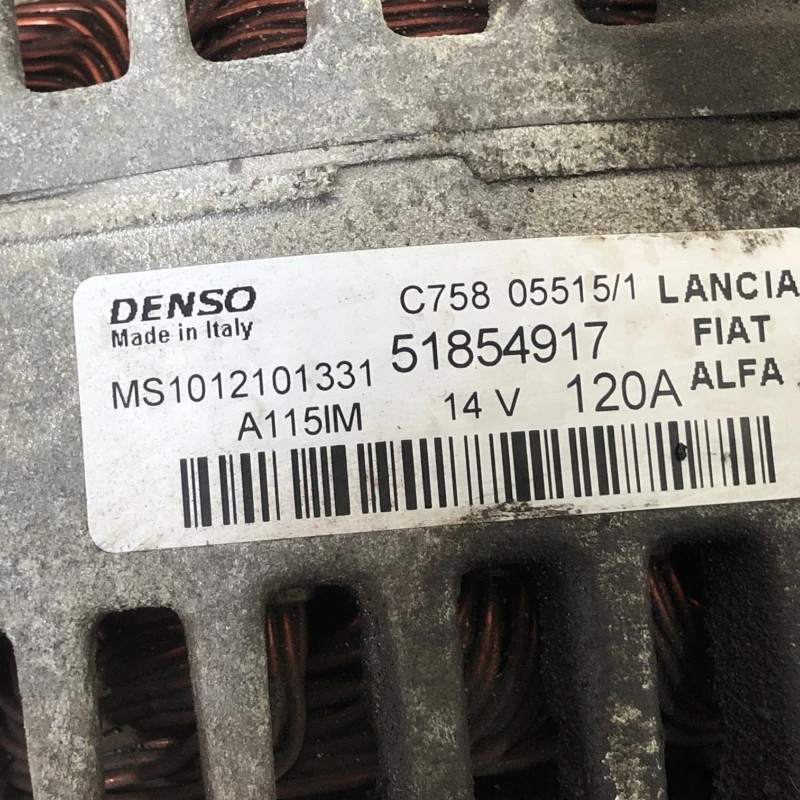 DENSO
Made in Italy
C758 05515/1
51854917
MS1012101331
A115IM
14 V
120A
LANCIA
FIAT
ALFA